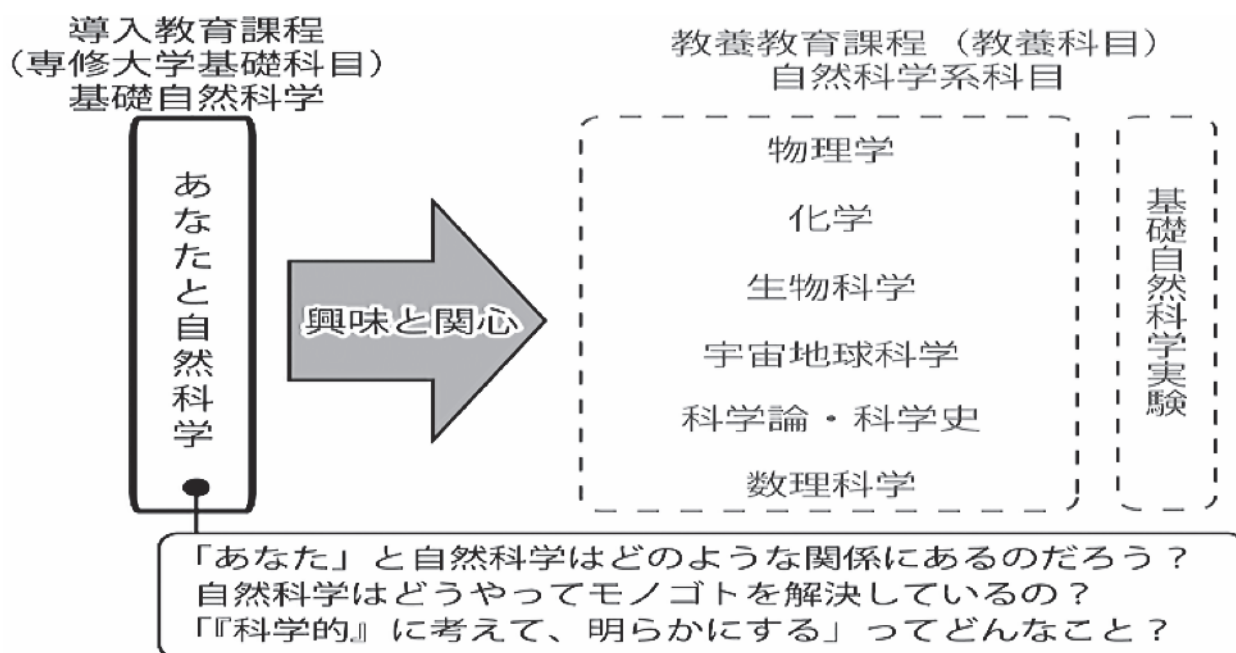 導入教育課程
(専修大学基礎科目)
基礎自然科学
あなたと自然科学
興味と関心
教養教育課程（教養科目）
自然科学系科目
物理学
化学
生物科学
宇宙地球科学
科学論・科学史
数理科学
基礎自然科学実験
「あなた」と自然科学はどのような関係にあるのだろう？
自然科学はどうやってモノゴトを解決しているの？
「『科学的』に考えて、明らかにする」ってどんなこと？